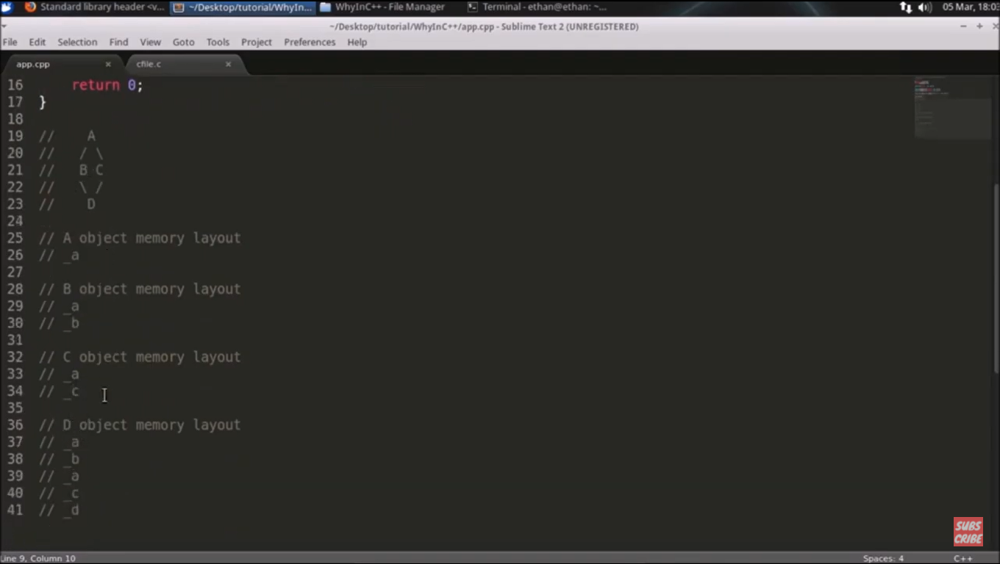 Standard library header <v...
~/Desktop/tutorial/WhyIn...
WhyInC++ - File Manager
Terminal - ethan@ethan: ~...
05 Mar, 18:03
~/Desktop/tutorial/WhyInC++/app.cpp - Sublime Text 2 (UNREGISTERED)
File Edit Selection Find View Goto Tools Project Preferences Help
app.cpp
cfile.c
16     return 0;
17 }
18
19 //    A
20 //   / \
21 //   B C
22 //   \ /
23 //    D
24
25 // A object memory layout
26 // _a
27
28 // B object memory layout
29 // _a
30 // _b
31
32 // C object memory layout
33 // _a
34 // _c
35
36 // D object memory layout
37 // _a
38 // _b
39 // _a
40 // _c
41 // _d
SUBS
CRIBE
Line 9, Column 10
Spaces: 4
C++